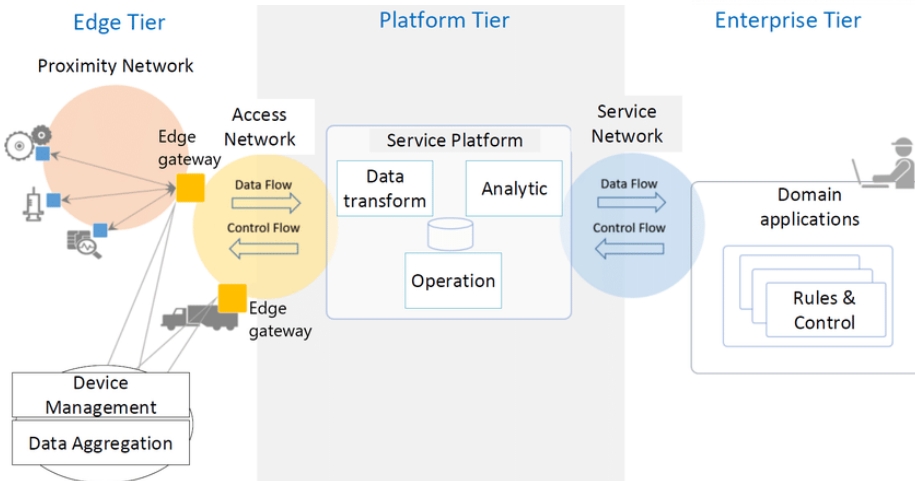 Edge Tier
Platform Tier
Enterprise Tier
Proximity Network
Edge
gateway
Access
Network
Data Flow
Control Flow
Edge
gateway
Device
Management
Data Aggregation
Service Platform
Data
transform
Analytic
Operation
Service
Network
Data Flow
Control Flow
Domain
applications
Rules &
Control